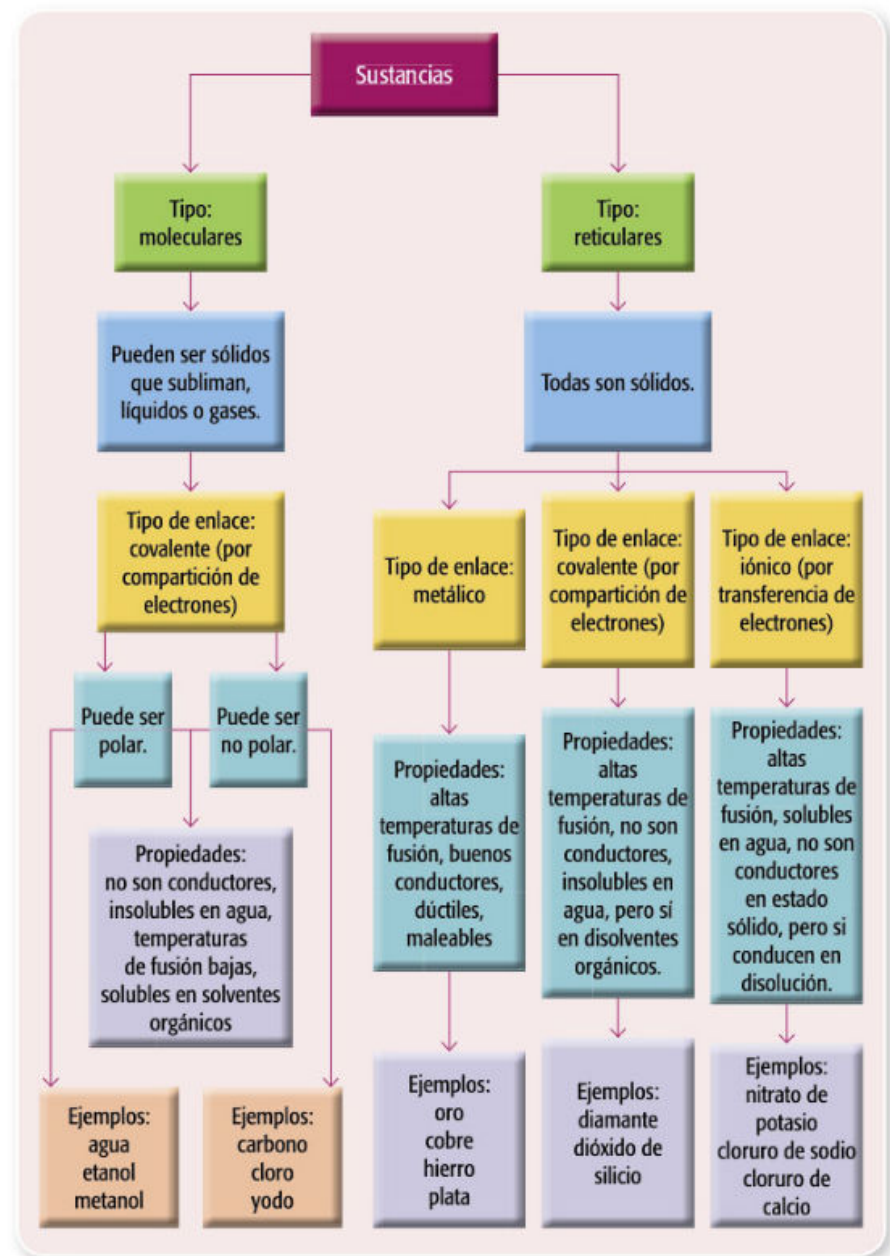 Sustancias
Tipo:
moleculares
Tipo:
reticulares
Pueden ser sólidos
que subliman,
líquidos o gases.
Todas son sólidos.
Tipo de enlace:
covalente (por
compartición de
electrones)
Tipo de enlace:
metálico
Tipo de enlace:
covalente (por
compartición de
electrones)
Tipo de enlace:
iónico (por
transferencia de
electrones)
Puede ser
polar.
Puede ser
no polar.
Propiedades:
no son conductores,
insolubles en agua,
temperaturas
de fusión bajas,
solubles en solventes
orgánicos
Propiedades:
altas
temperaturas de
fusión, buenos
conductores,
dúctiles,
maleables
Propiedades:
altas
temperaturas de
fusión, no son
conductores,
insolubles en
agua, pero sí
en disolventes
orgánicos.
Propiedades:
altas
temperaturas de
fusión, solubles
en agua, no son
conductores
en estado
sólido, pero si
conducen en
disolución.
Ejemplos:
agua
etanol
metanol
Ejemplos:
carbono
cloro
yodo
Ejemplos:
oro
cobre
hierro
plata
Ejemplos:
diamante
dióxido de
silicio
Ejemplos:
nitrato de
potasio
cloruro de sodio
cloruro de
calcio